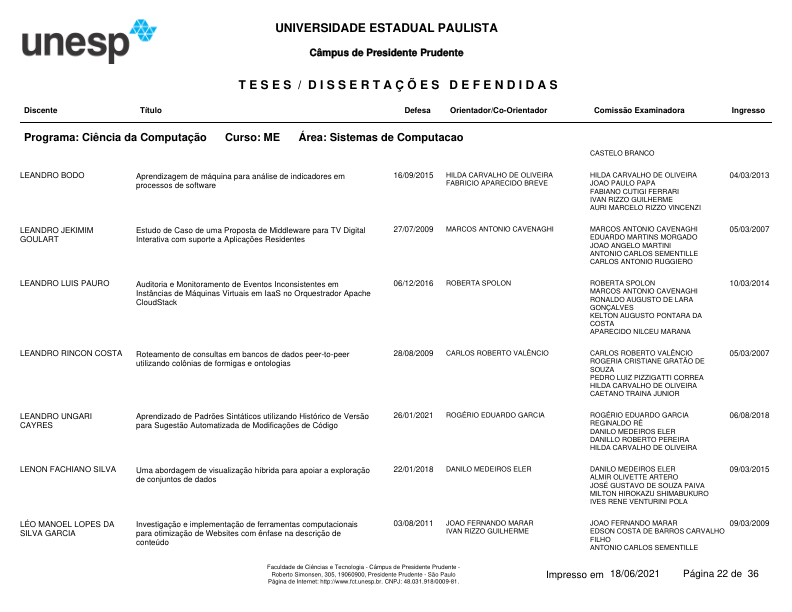 unesp
UNIVERSIDADE ESTADUAL PAULISTA
Câmpus de Presidente Prudente
TESES / DISSERTAÇÕES DEFENDIDAS
Discente Título Defesa Orientador/Co-Orientador Comissão Examinadora Ingresso
Programa: Ciência da Computação Curso: ME Área: Sistemas de Computacao
CASTELO BRANCO
LEANDRO BODO Aprendizagem de máquina para análise de indicadores em 16/09/2015 HILDA CARVALHO DE OLIVEIRA HILDA CARVALHO DE OLIVEIRA 04/03/2013
processos de software FABRICIO APARECIDO BREVE JOAO PAULO PAPA
FABIANO CUTIGI FERRARI
IVAN RIZZO GUILHERME
AURI MARCELO RIZZO VINCENZI
LEANDRO JEKIMIM Estudo de Caso de uma Proposta de Middleware para TV Digital 27/07/2009 MARCOS ANTONIO CAVENAGHI MARCOS ANTONIO CAVENAGHI 05/03/2007
GOULART Interativa com suporte a Aplicações Residentes EDUARDO MARTINS MORGADO
JOAO ANGELO MARTINI
ANTONIO CARLOS SEMENTILLE
CARLOS ANTONIO RUGGIERO
LEANDRO LUIS PAURO Auditoria e Monitoramento de Eventos Inconsistentes em 06/12/2016 ROBERTA SPOLON ROBERTA SPOLON 10/03/2014
Instâncias de Máquinas Virtuais em IaaS no Orquestrador Apache MARCOS ANTONIO CAVENAGHI
CloudStack RONALDO AUGUSTO DE LARA
GONÇALVES
KELTON AUGUSTO PONTARA DA
COSTA
APARECIDO NILCEU MARANA
LEANDRO RINCON COSTA Roteamento de consultas em bancos de dados peer-to-peer 28/08/2009 CARLOS ROBERTO VALÊNCIO CARLOS ROBERTO VALÊNCIO 05/03/2007
utilizando colônias de formigas e ontologias ROGERIA CRISTIANE GRATÃO DE
SOUZA
PEDRO LUIZ PIZZIGATTI CORREA
HILDA CARVALHO DE OLIVEIRA
CAETANO TRAINA JUNIOR
LEANDRO UNGARI Aprendizado de Padrões Sintáticos utilizando Histórico de Versão 26/01/2021 ROGÉRIO EDUARDO GARCIA ROGÉRIO EDUARDO GARCIA 06/08/2018
CAYRES para Sugestão Automatizada de Modificações de Código REGINALDO RÉ
DANILO MEDEIROS ELER
DANILLO ROBERTO PEREIRA
HILDA CARVALHO DE OLIVEIRA
LENON FACHIANO SILVA Uma abordagem de visualização híbrida para apoiar a exploração 22/01/2018 DANILO MEDEIROS ELER DANILO MEDEIROS ELER 09/03/2015
de conjuntos de dados ALMIR OLIVETTE ARTERO
JOSÉ GUSTAVO DE SOUZA PAIVA
MILTON HIROKAZU SHIMABUKURO
IVES RENE VENTURINI POLA
LÉO MANOEL LOPES DA Investigação e implementação de ferramentas computacionais 03/08/2011 JOAO FERNANDO MARAR JOAO FERNANDO MARAR 09/03/2009
SILVA GARCIA para otimização de Websites com ênfase na descrição de IVAN RIZZO GUILHERME EDSON COSTA DE BARROS CARVALHO
conteúdo FILHO
ANTONIO CARLOS SEMENTILLE
Faculdade de Ciências e Tecnologia - Câmpus de Presidente Prudente -
Roberto Simonsen, 305, 19060900, Presidente Prudente - São Paulo
Página de Internet: http://www.fct.unesp.br. CNPJ: 48.031.918/0009-81.
Impresso em 18/06/2021 Página 22 de 36